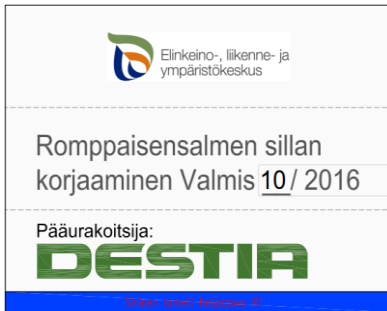 Elinkeino-, liikenne- ja
ympäristökeskus
Romppaisensalmen sillan
korjaaminen Valmis 10 / 2016
Pääurakoitsija:
DESTIA